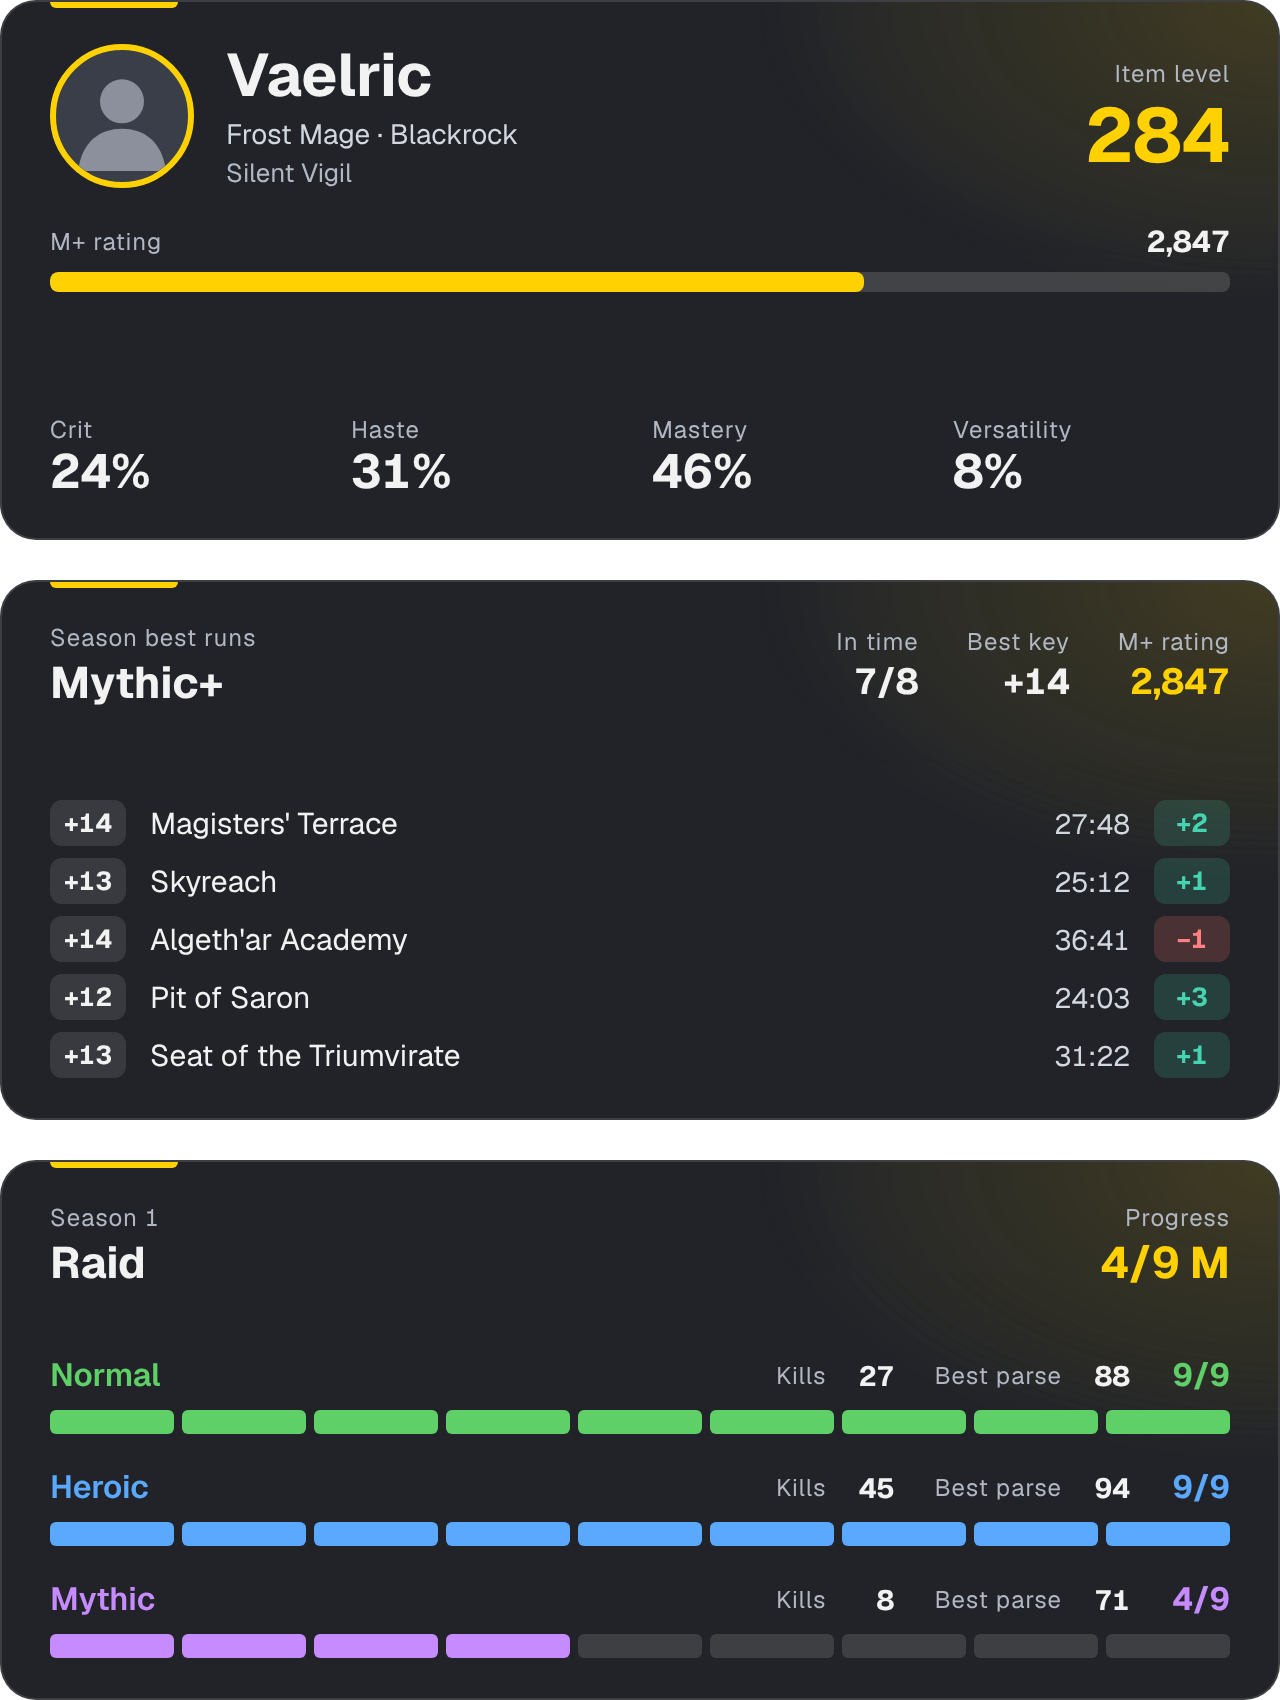 Vaelric
Frost Mage · Blackrock
Silent Vigil
Item level
284
M+ rating 2,847
Crit Haste Mastery Versatility
24% 31% 46% 8%
Season best runs
Mythic+
In time Best key M+ rating
7/8 +14 2,847
+14 Magisters' Terrace 27:48 +2
+13 Skyreach 25:12 +1
+14 Algeth'ar Academy 36:41 −1
+12 Pit of Saron 24:03 +3
+13 Seat of the Triumvirate 31:22 +1
Season 1
Raid
Progress
4/9 M
Normal Kills 27 Best parse 88 9/9
Heroic Kills 45 Best parse 94 9/9
Mythic Kills 8 Best parse 71 4/9